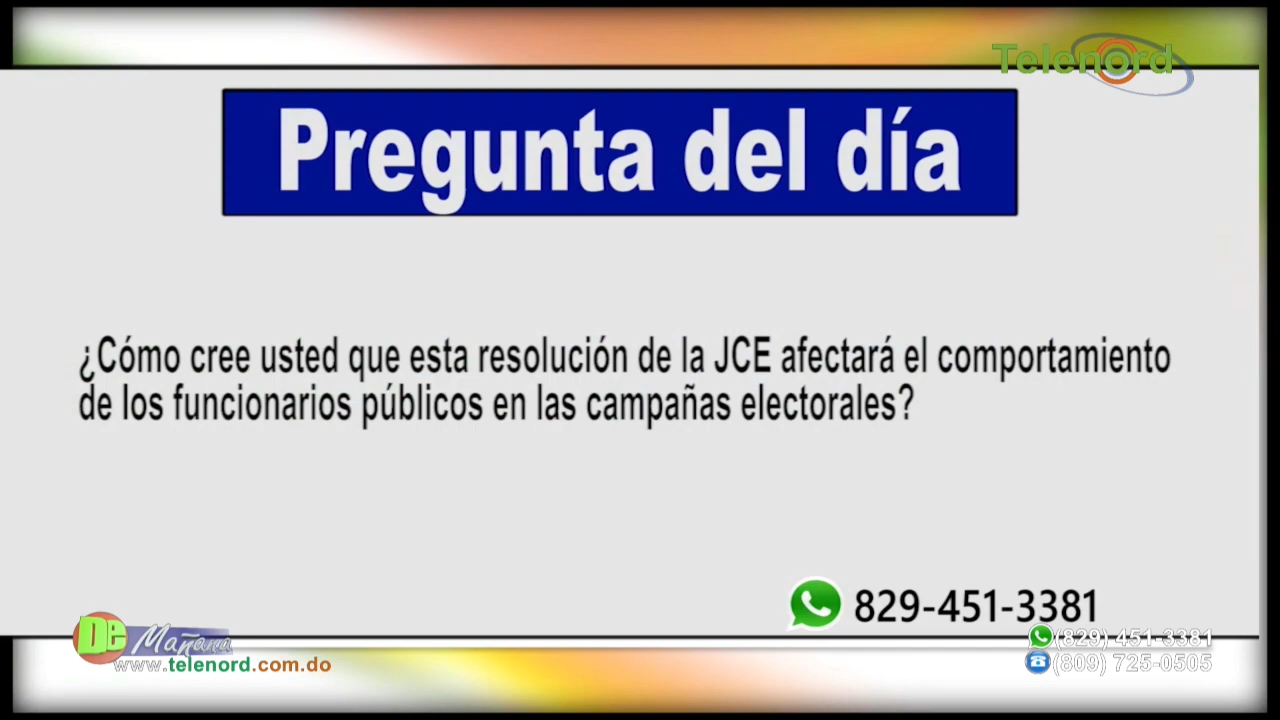 Telenord
Pregunta del día
¿Cómo cree usted que esta resolución de la JCE afectará el comportamiento
de los funcionarios públicos en las campañas electorales?
829-451-3381
De Mañana
(829) 451-3381
www.telenord.com.do
(809) 725-0505